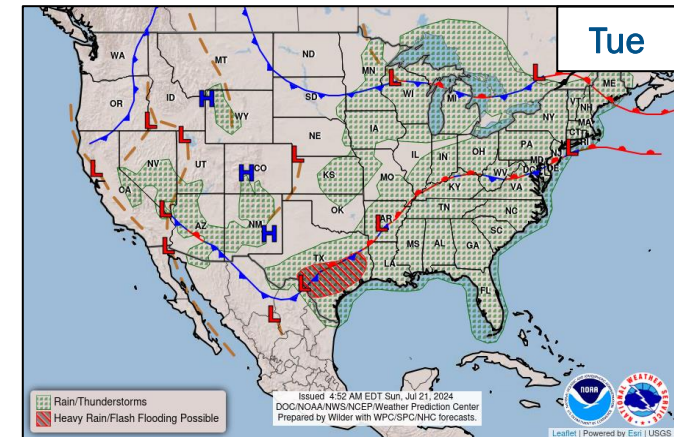 Tue
WA
MT
ND
MN
OR
ID
WY
SD
WI
MI
ME
VT
NH
NY
MA
CT
RI
NV
UT
NE
IA
PA
NJ
CA
CO
KS
MO
IL
IN
OH
MD
DE
DC
WV
VA
KY
AZ
NM
OK
AR
TN
NC
SC
TX
LA
MS
AL
GA
FL
H
H
H
L
L
L
L
L
L
L
L
L
L
L
L
L
Rain/Thunderstorms
Heavy Rain/Flash Flooding Possible
Issued 4:52 AM EDT Sun, Jul 21, 2024
DOC/NOAA/NWS/NCEP/Weather Prediction Center
Prepared by Wilder with WPC/SPC/NHC forecasts.
NOAA
NATIONAL WEATHER SERVICE
Leaflet | Powered by Esri | USGS